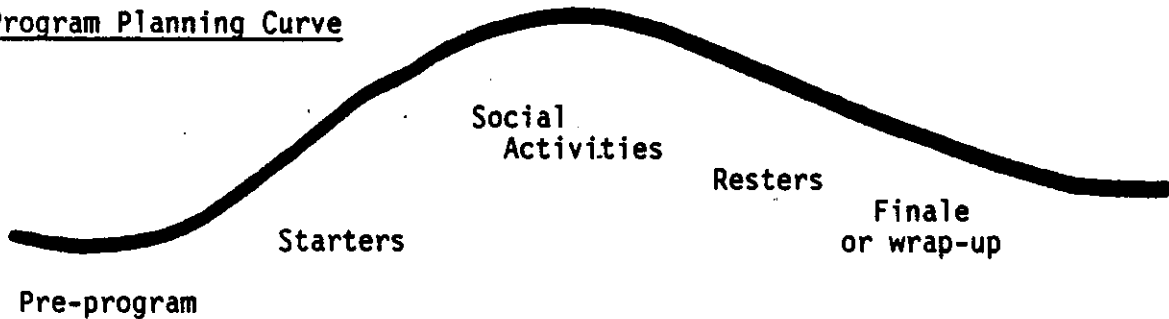 Program Planning Curve
Social
Activities
Resters
Finale
or wrap-up
Starters
Pre-program